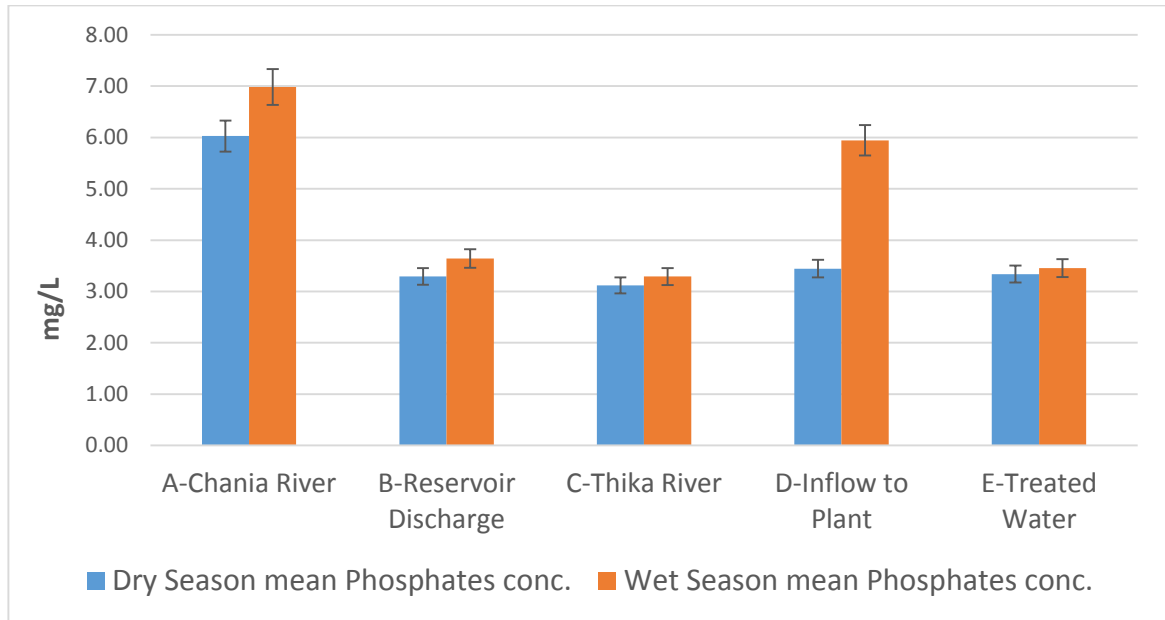 8.00
7.00
6.00
5.00
4.00
3.00
2.00
1.00
0.00
mg/L
A-Chania River
B-Reservoir
Discharge
C-Thika River
D-Inflow to
Plant
E-Treated
Water
Dry Season mean Phosphates conc.
Wet Season mean Phosphates conc.